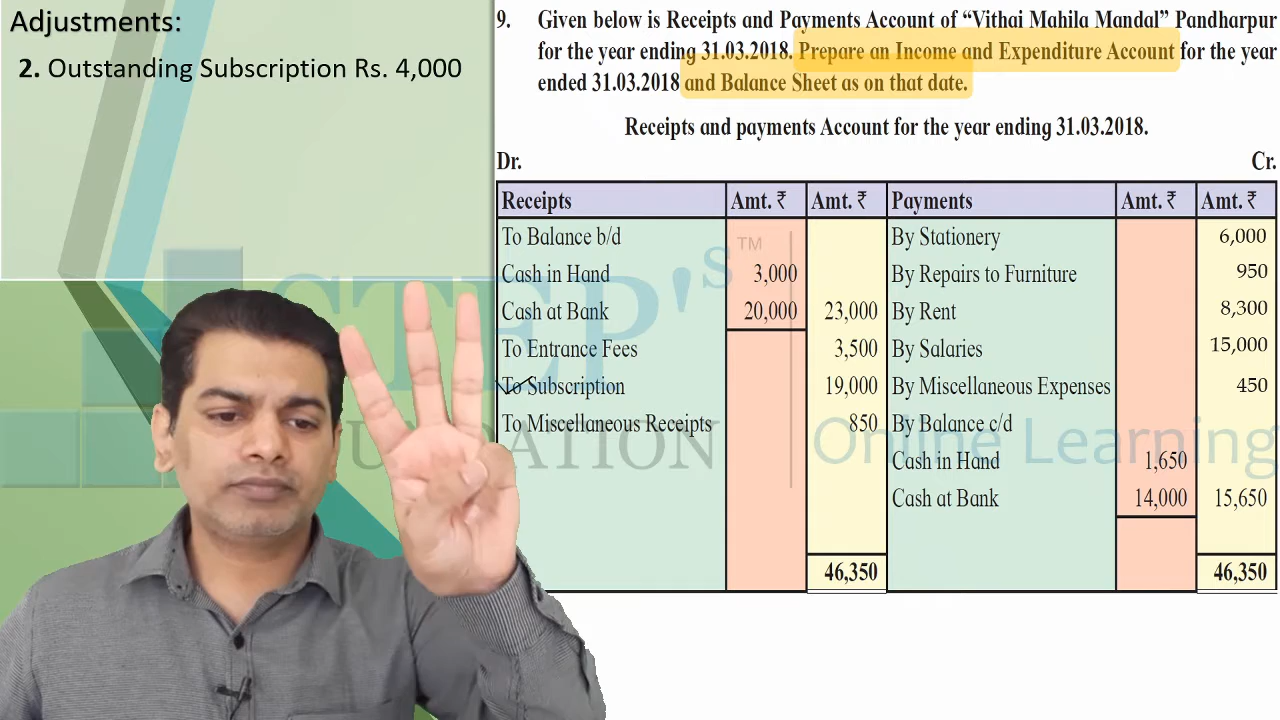 Adjustments:
2. Outstanding Subscription Rs. 4,000
9. Given below is Receipts and Payments Account of “Vithai Mahila Mandal” Pandharpur
for the year ending 31.03.2018. Prepare an Income and Expenditure Account for the year
ended 31.03.2018 and Balance Sheet as on that date.
Receipts and payments Account for the year ending 31.03.2018.
Dr. Cr.
Receipts Amt. ₹ Amt. ₹ Payments Amt. ₹ Amt. ₹
To Balance b/d By Stationery 6,000
Cash in Hand 3,000 By Repairs to Furniture 950
Cash at Bank 20,000 23,000 By Rent 8,300
To Entrance Fees 3,500 By Salaries 15,000
To Subscription 19,000 By Miscellaneous Expenses 450
To Miscellaneous Receipts 850 By Balance c/d
Cash in Hand 1,650
Cash at Bank 14,000 15,650
46,350 46,350
STEP's TM
UNDATION
Online Learning